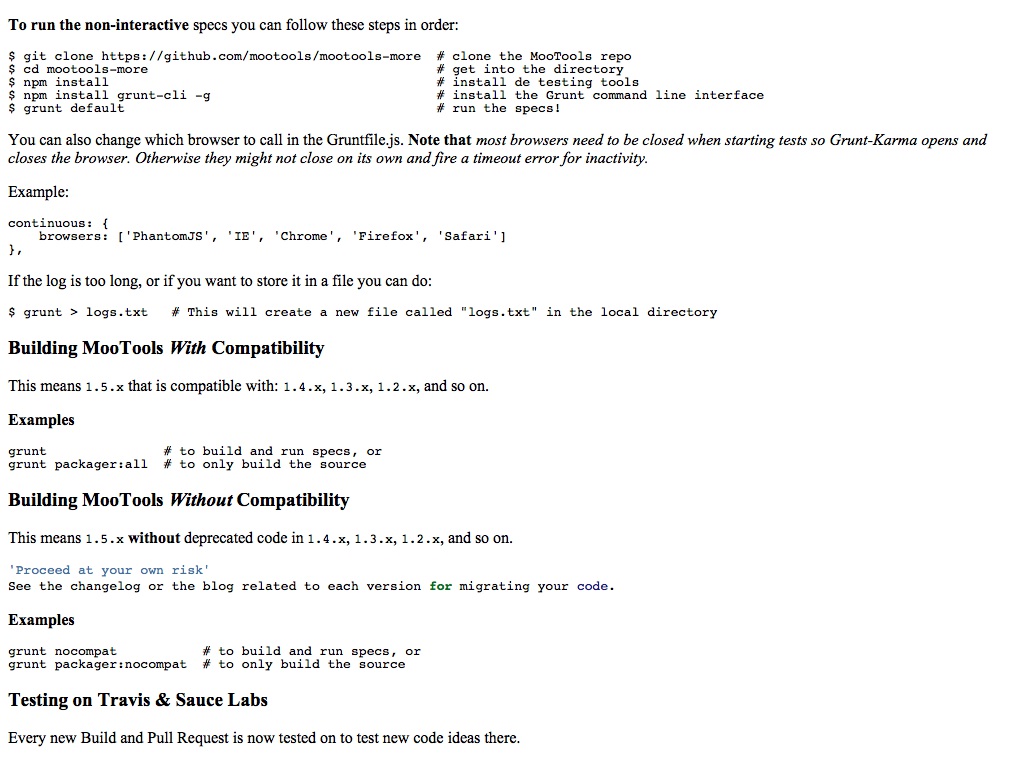 To run the non-interactive specs you can follow these steps in order:
$ git clone https://github.com/mootools/mootools-more  # clone the MooTools repo
$ cd mootools-more                                     # get into the directory
$ npm install                                          # install de testing tools
$ npm install grunt-cli -g                             # install the Grunt command line interface
$ grunt default                                        # run the specs!
You can also change which browser to call in the Gruntfile.js. Note that most browsers need to be closed when starting tests so Grunt-Karma opens and
closes the browser. Otherwise they might not close on its own and fire a timeout error for inactivity.
Example:
continuous: {
    browsers: ['PhantomJS', 'IE', 'Chrome', 'Firefox', 'Safari']
},
If the log is too long, or if you want to store it in a file you can do:
$ grunt > logs.txt   # This will create a new file called "logs.txt" in the local directory
Building MooTools With Compatibility
This means 1.5.x that is compatible with: 1.4.x, 1.3.x, 1.2.x, and so on.
Examples
grunt               # to build and run specs, or
grunt packager:all  # to only build the source
Building MooTools Without Compatibility
This means 1.5.x without deprecated code in 1.4.x, 1.3.x, 1.2.x, and so on.
'Proceed at your own risk'
See the changelog or the blog related to each version for migrating your code.
Examples
grunt nocompat           # to build and run specs, or
grunt packager:nocompat  # to only build the source
Testing on Travis & Sauce Labs
Every new Build and Pull Request is now tested on to test new code ideas there.